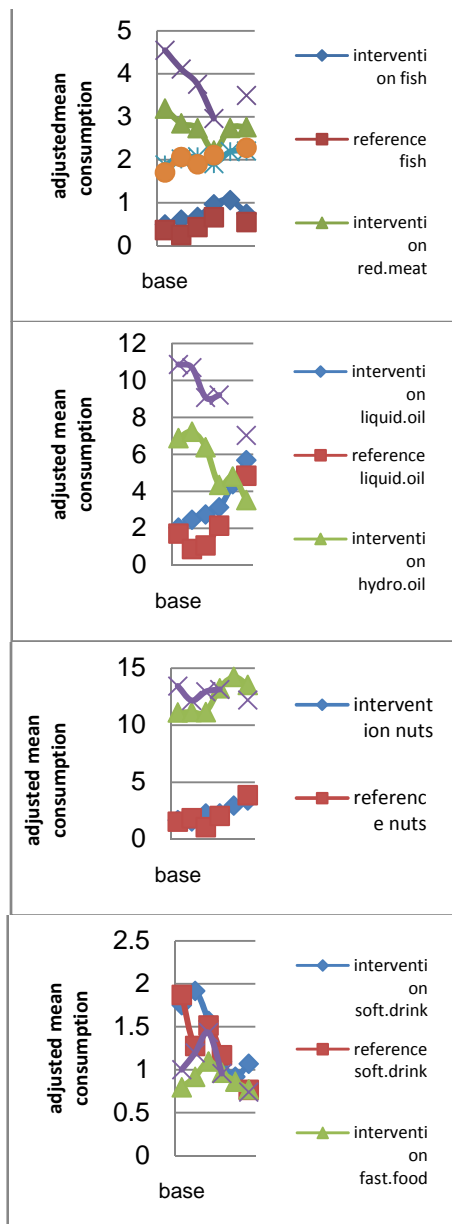 5
4
3
2
1
0
adjustedmean
consumption
base
interventi
on fish
reference
fish
interventi
on
red.meat
12
10
8
6
4
2
0
adjusted mean
consumption
base
interventi
on
liquid.oil
reference
liquid.oil
interventi
on
hydro.oil
15
10
5
0
adjusted mean
consumption
base
intervent
ion nuts
referenc
e nuts
2.5
2
1.5
1
0.5
0
adjusted mean
consumption
base
interventi
on
soft.drink
reference
soft.drink
interventi
on
fast.food